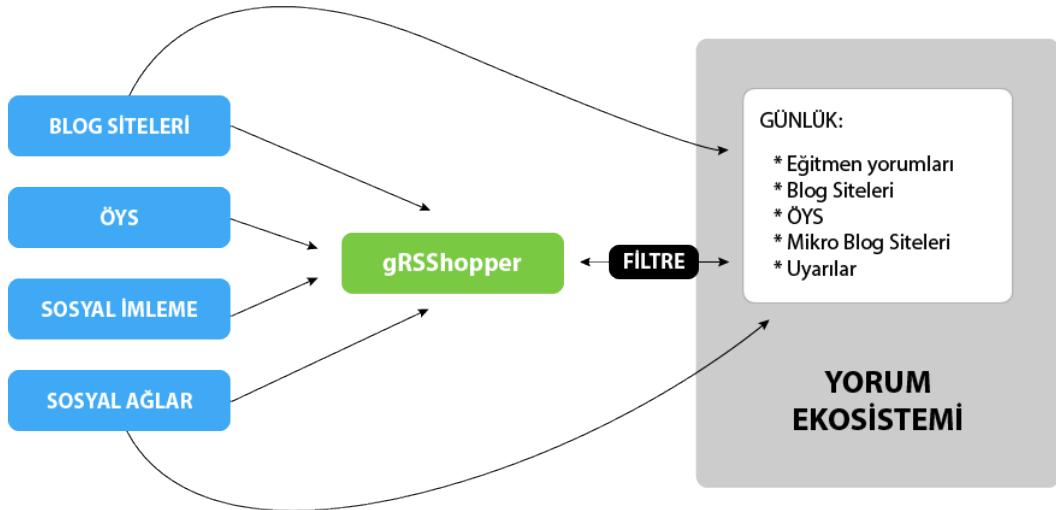 BLOG SİTELERİ
ÖYS
SOSYAL İMLEME
SOSYAL AĞLAR
gRSShopper
FİLTRE
GÜNLÜK:
* Eğitmen yorumları
* Blog Siteleri
* ÖYS
* Mikro Blog Siteleri
* Uyarılar
YORUM
EKOSİSTEMİ